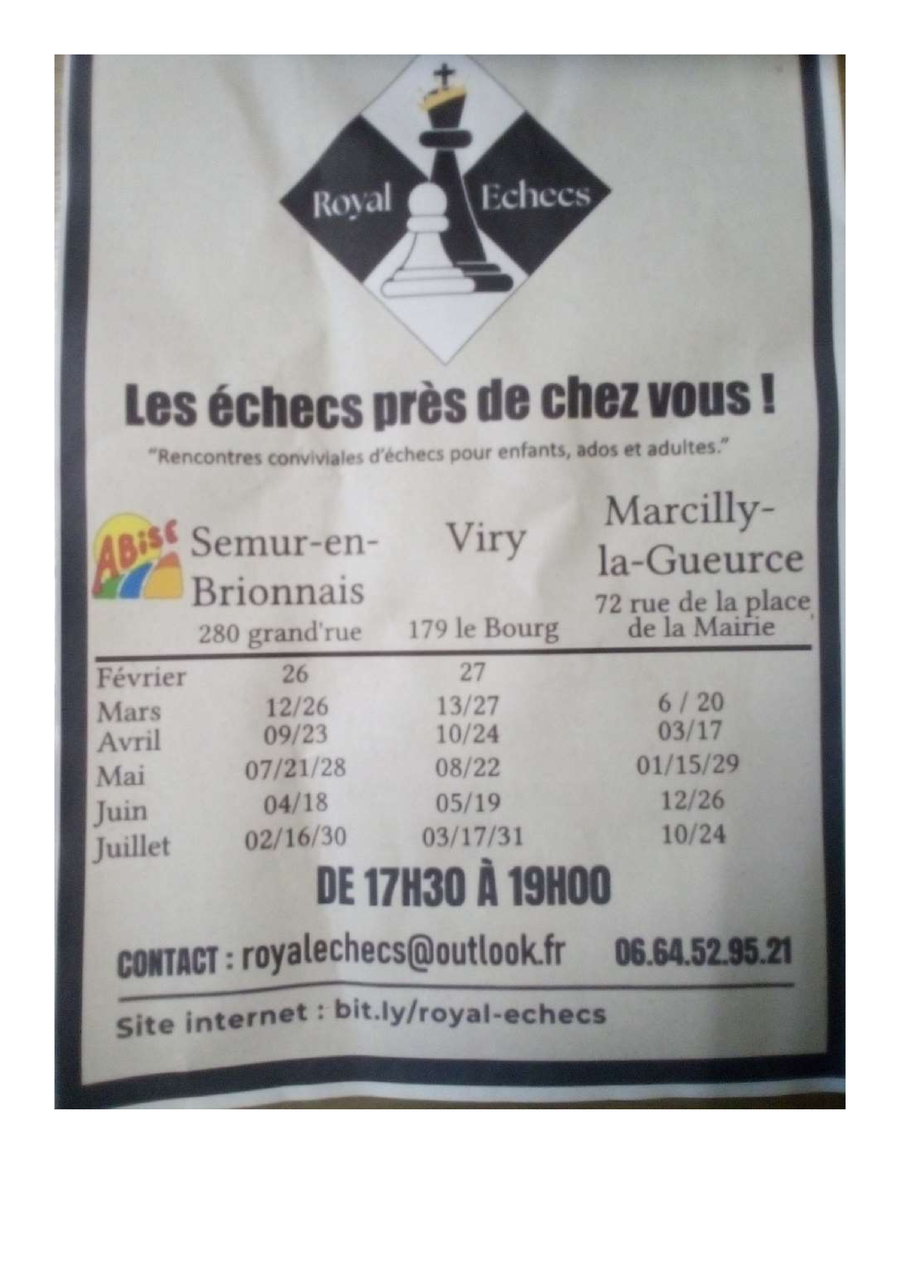 Royal Echecs
Les échecs près de chez vous !
"Rencontres conviviales d'échecs pour enfants, ados et adultes."
ABISE
Semur-en-Brionnais Viry Marcilly-la-Gueurce
280 grand'rue 179 le Bourg 72 rue de la place, de la Mairie
Février 26 27
Mars 12/26 13/27 6 / 20
Avril 09/23 10/24 03/17
Mai 07/21/28 08/22 01/15/29
Juin 04/18 05/19 12/26
Juillet 02/16/30 03/17/31 10/24
DE 17H30 À 19H00
CONTACT : royalechecs@outlook.fr 06.64.52.95.21
Site internet : bit.ly/royal-echecs